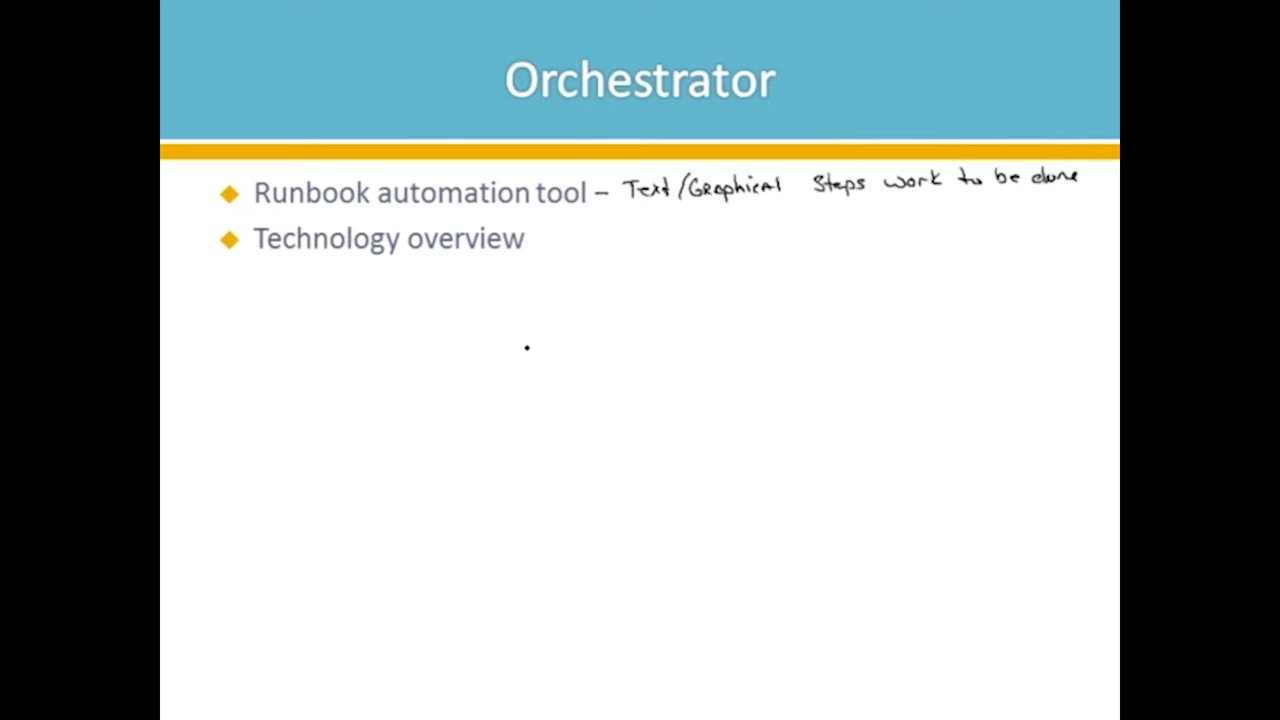 Orchestrator
Runbook automation tool – Text/Graphical Steps work to be done
Technology overview